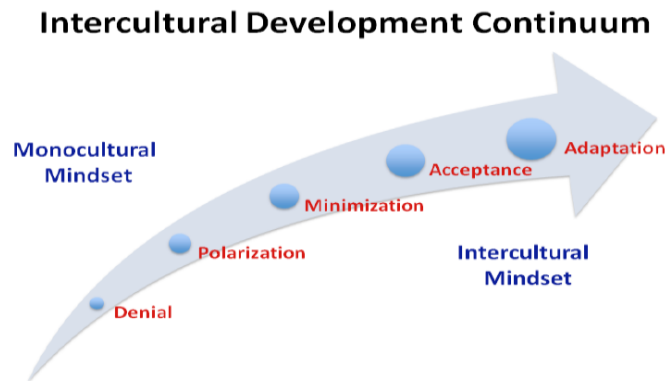 Intercultural Development Continuum
Monocultural
Mindset
Adaptation
Acceptance
Minimization
Polarization
Intercultural
Mindset
Denial